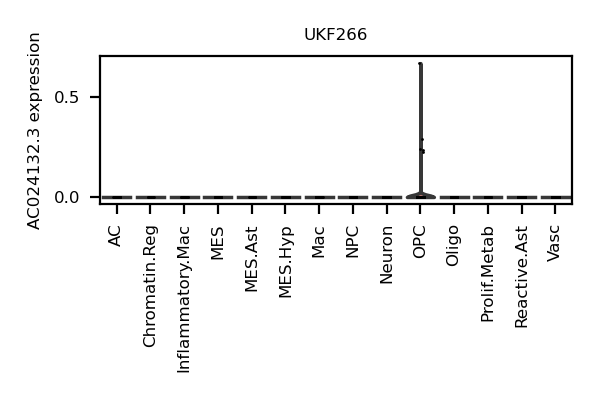 UKF266
AC024132.3 expression
0.5
0.0
AC
Chromatin.Reg
Inflammatory.Mac
MES
MES.Ast
MES.Hyp
Mac
NPC
Neuron
OPC
Oligo
Prolif.Metab
Reactive.Ast
Vasc